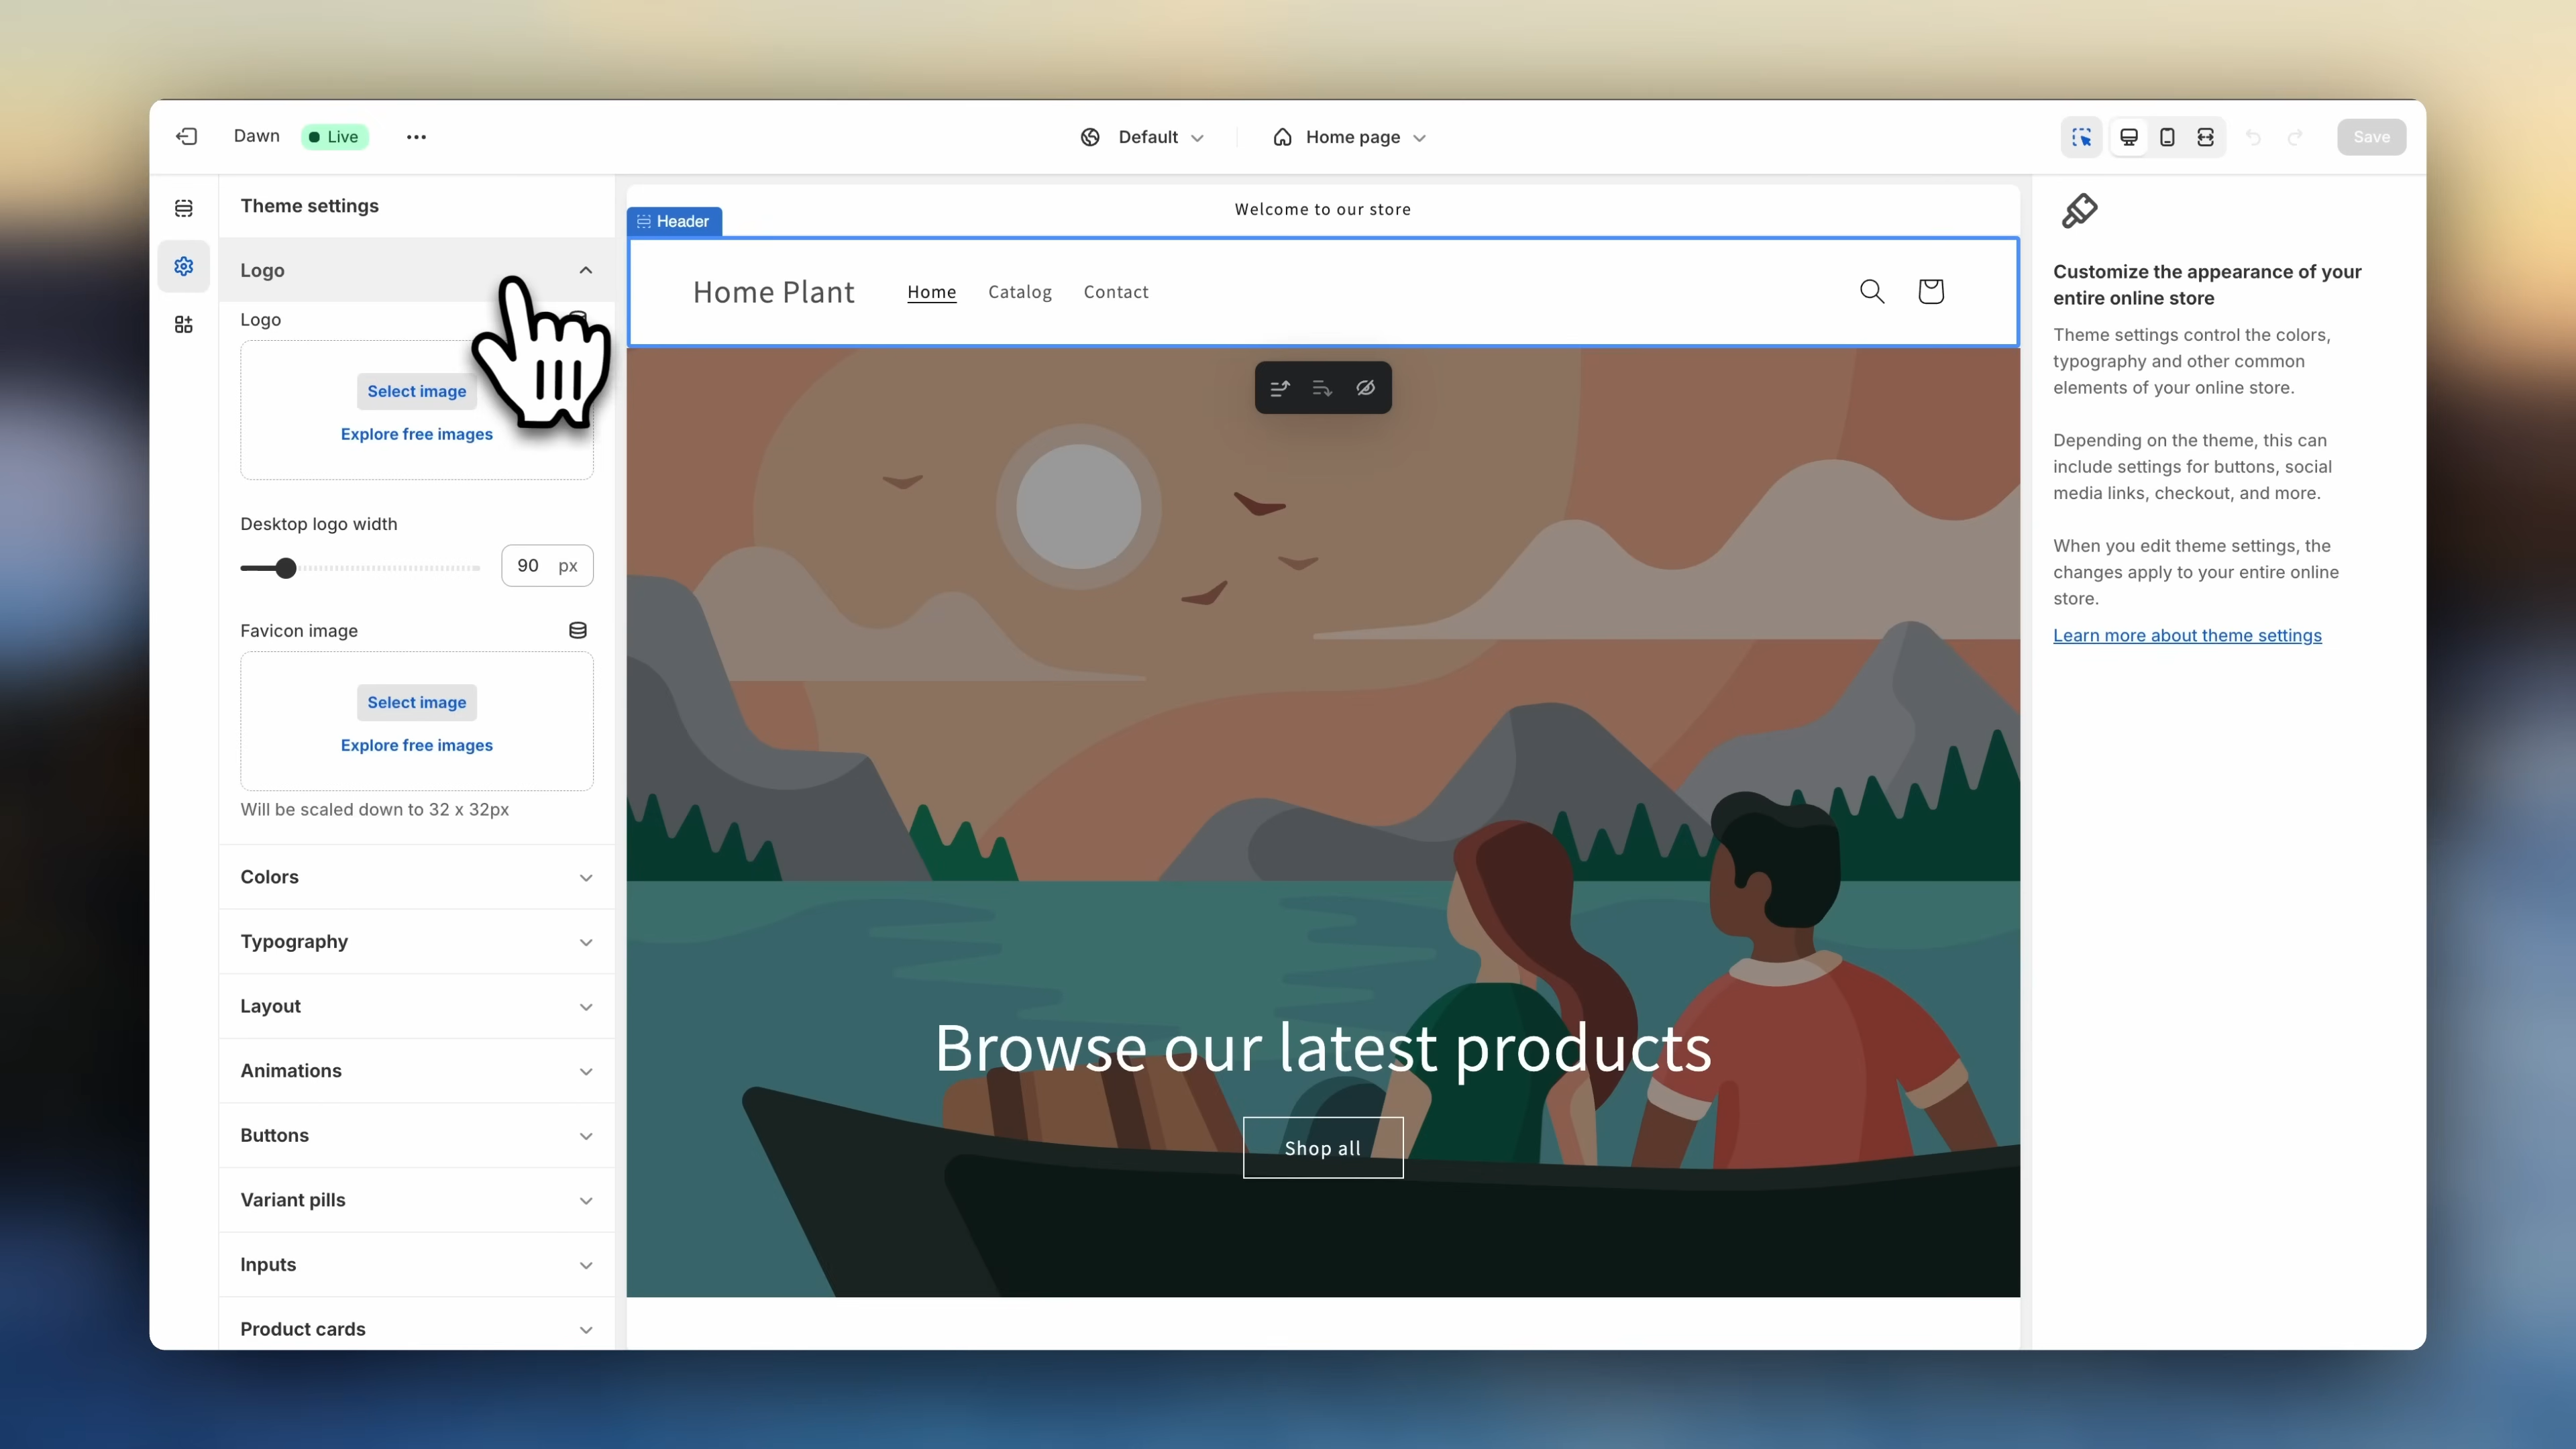 Dawn
Live
Default
Home page
Save
Theme settings
Logo
Logo
Select image
Explore free images
Desktop logo width
90 px
Favicon image
Select image
Explore free images
Will be scaled down to 32 x 32px
Colors
Typography
Layout
Animations
Buttons
Variant pills
Inputs
Product cards
Welcome to our store
Header
Home Plant
Home
Catalog
Contact
Browse our latest products
Shop all
Customize the appearance of your
entire online store
Theme settings control the colors,
typography and other common
elements of your online store.
Depending on the theme, this can
include settings for buttons, social
media links, checkout, and more.
When you edit theme settings, the
changes apply to your entire online
store.
Learn more about theme settings